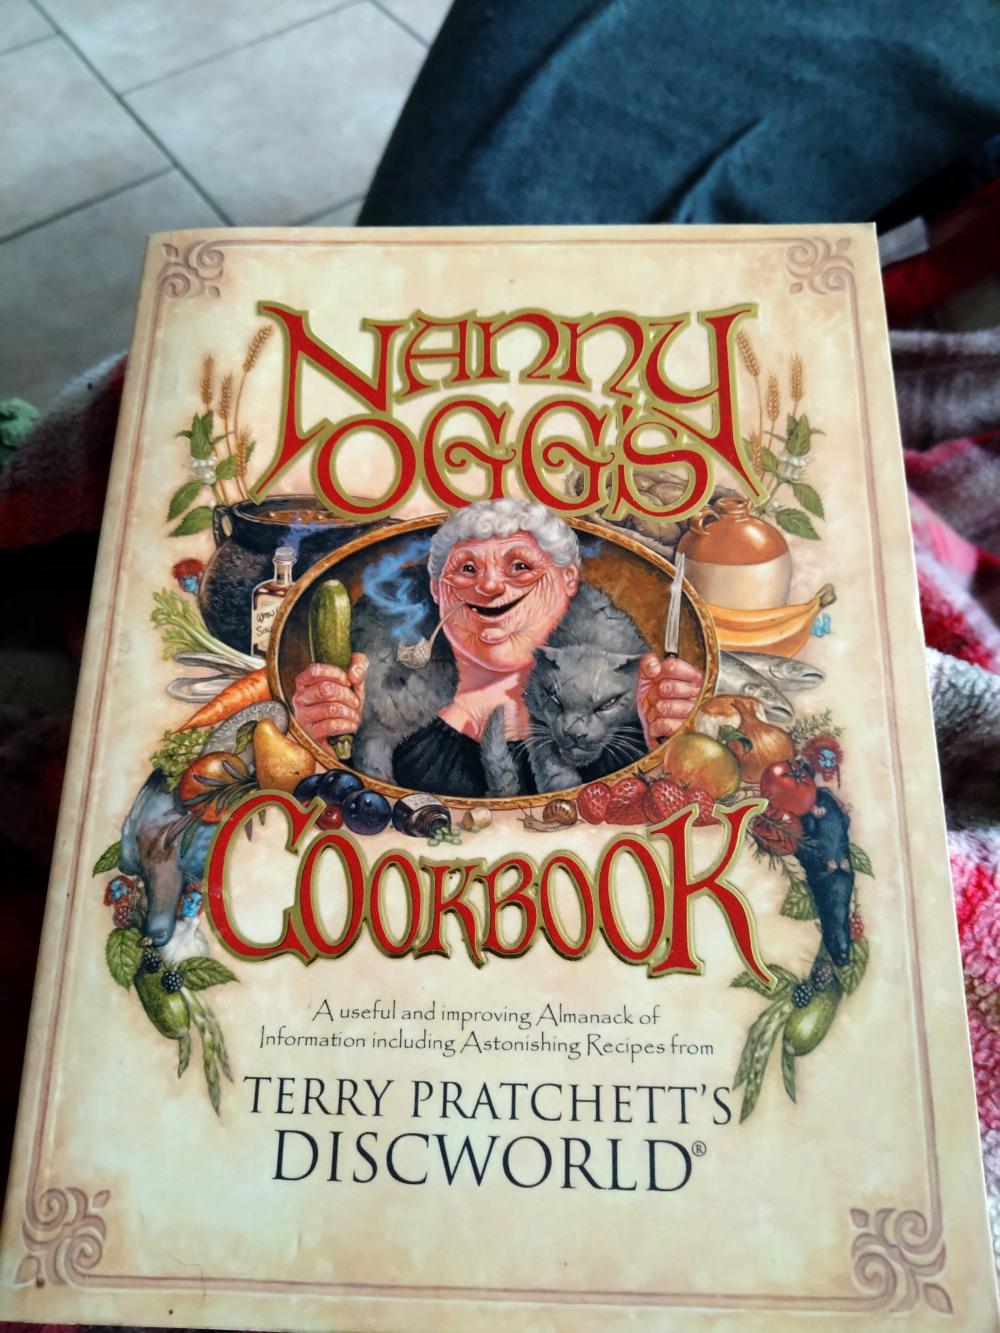 NANNY
OGG'S
COOKBOOK
A useful and improving Almanack of
Information including Astonishing Recipes from
TERRY PRATCHETT'S
DISCWORLD®